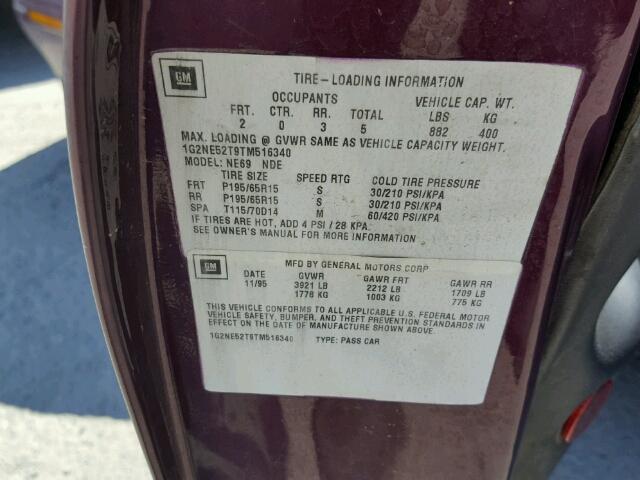 GM
TIRE-LOADING INFORMATION
OCCUPANTS VEHICLE CAP. WT.
FRT. CTR. RR. TOTAL LBS KG
2 0 3 5 882 400
MAX. LOADING @ GVWR SAME AS VEHICLE CAPACITY WEIGHT.
1G2NE52T9TM516340
MODEL: NE69 NDE
TIRE SIZE SPEED RTG COLD TIRE PRESSURE
FRT P195/65R15 S 30/210 PSI/KPA
RR P195/65R15 S 30/210 PSI/KPA
SPA T115/70D14 M 60/420 PSI/KPA
IF TIRES ARE HOT, ADD 4 PSI / 28 KPA.
SEE OWNER'S MANUAL FOR MORE INFORMATION
GM
MFD BY GENERAL MOTORS CORP
DATE GVWR GAWR FRT GAWR RR
11/95 3921 LB 2212 LB 1709 LB
1778 KG 1003 KG 775 KG
THIS VEHICLE CONFORMS TO ALL APPLICABLE U.S. FEDERAL MOTOR
VEHICLE SAFETY, BUMPER, AND THEFT PREVENTION STANDARDS IN
EFFECT ON THE DATE OF MANUFACTURE SHOWN ABOVE.
1G2NE52T9TM516340 TYPE: PASS CAR